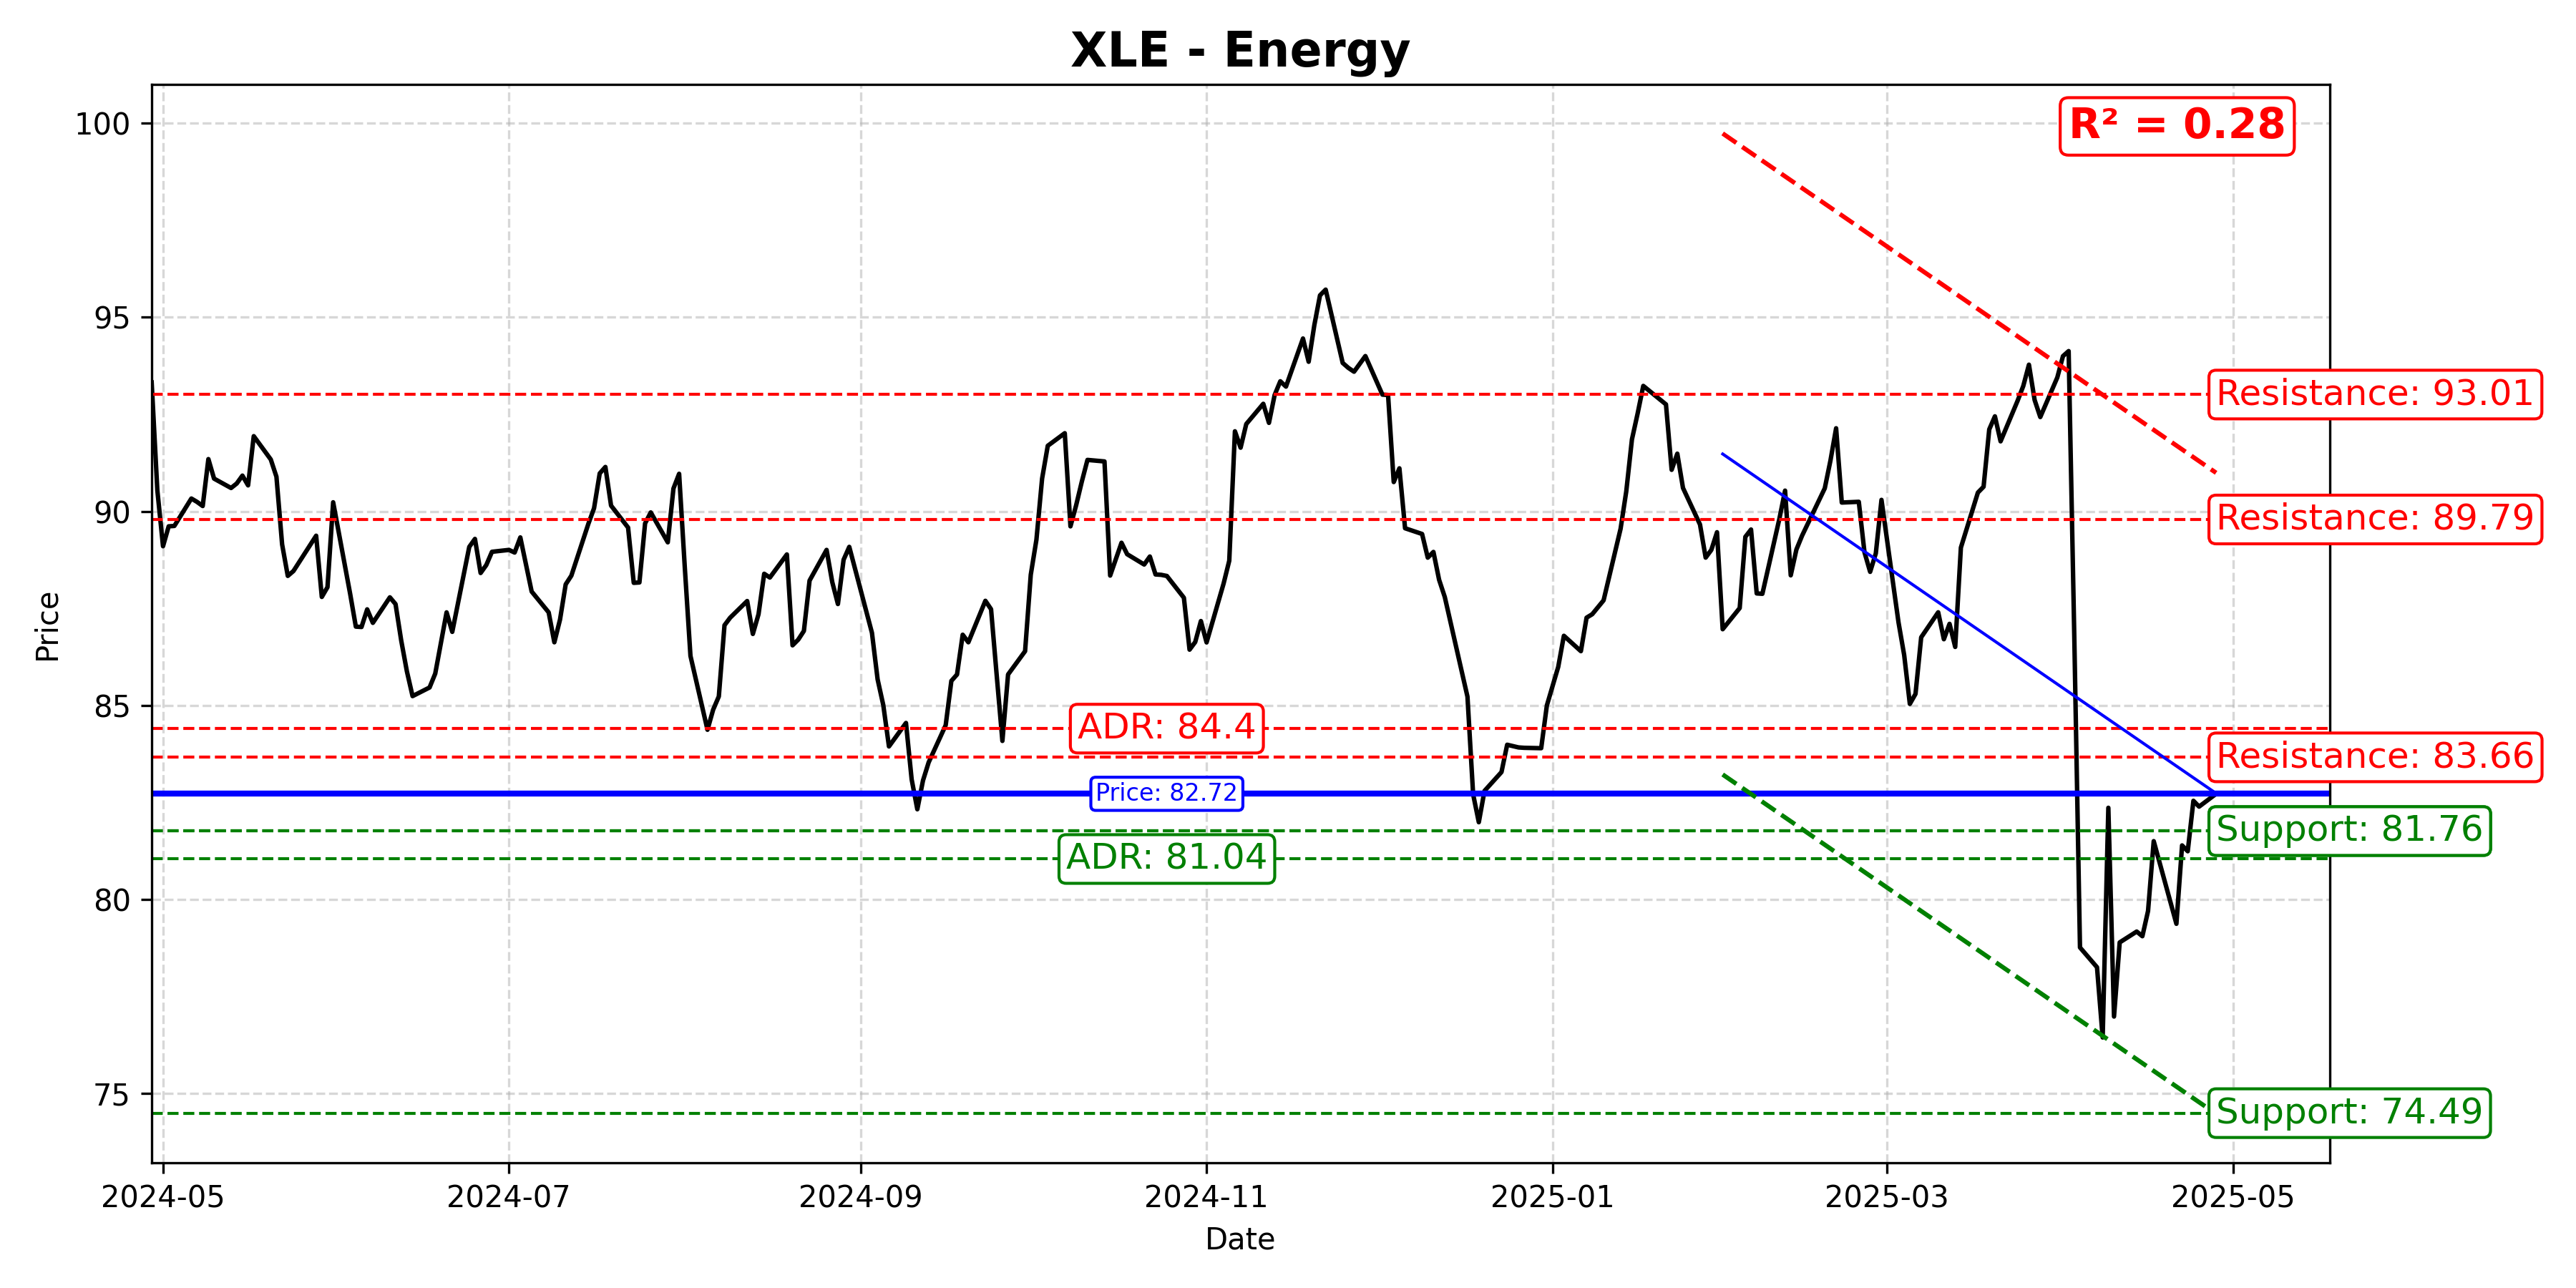 XLE - Energy
R² = 0.28
100
95
90
85
80
75
Price
Resistance: 93.01
Resistance: 89.79
ADR: 84.4
Resistance: 83.66
Price: 82.72
Support: 81.76
ADR: 81.04
Support: 74.49
2024-05
2024-07
2024-09
2024-11
2025-01
2025-03
2025-05
Date